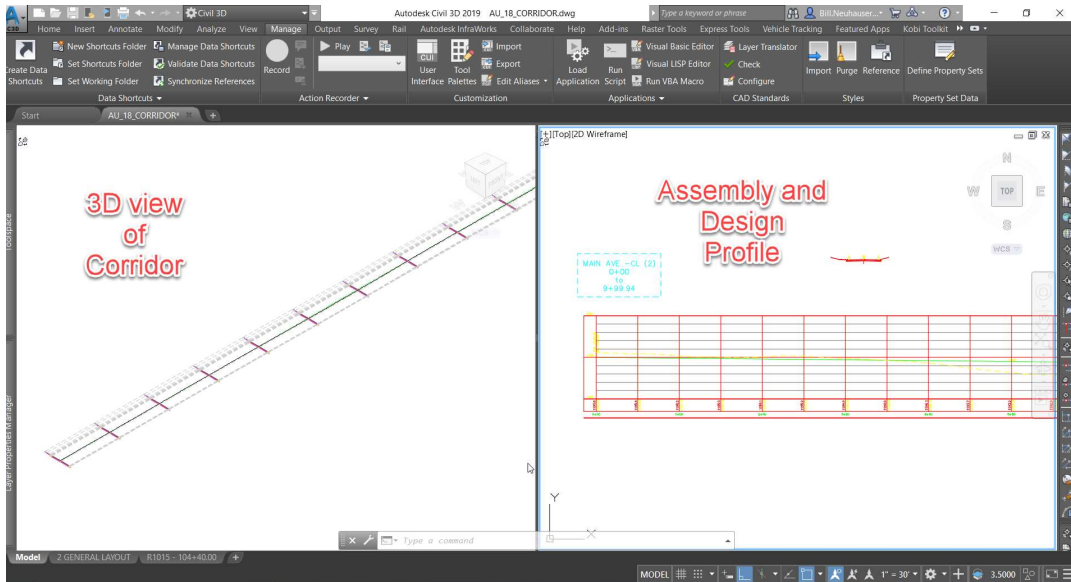 Civil 3D
Autodesk Civil 3D 2019 AU_18_CORRIDOR.dwg
Type a keyword or phrase
Bill.Neuhauser...
Home Insert Annotate Modify Analyze View Manage Output Survey Rail Autodesk InfraWorks Collaborate Help Add-ins Raster Tools Express Tools Vehicle Tracking Featured Apps Kobi Toolkit
New Shortcuts Folder Manage Data Shortcuts Play Import Visual Basic Editor Layer Translator
Set Shortcuts Folder Validate Data Shortcuts Export Visual LISP Editor Check
Create Data Shortcuts Set Working Folder Synchronize References Record User Interface Tool Palettes Edit Aliases Load Application Run Script Run VBA Macro Configure Import Purge Reference Define Property Sets
Data Shortcuts Action Recorder Customization Applications CAD Standards Styles Property Set Data
Start AU_18_CORRIDOR* +
[+][Top][2D Wireframe]
3D view
of
Corridor
Assembly and
Design
Profile
N
W TOP E
S
WCS
MAIN AVE -CL (2)
0+00
to
9+99.94
Toolspace
Layer Properties Manager
Y
X
Type a command
Model 2 GENERAL LAYOUT R1015 - 104+40.00 +
MODEL 1" = 30' 3.5000